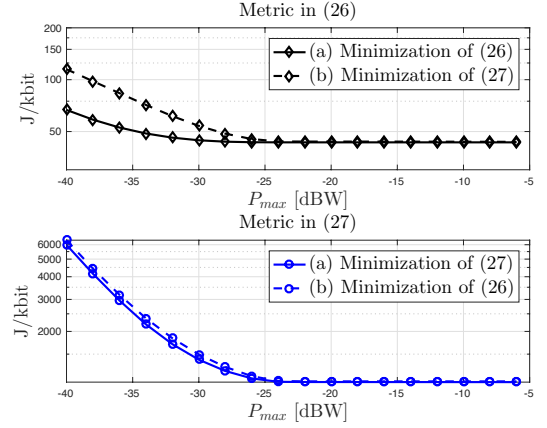 Metric in (26)
200
150
100
50
J/kbit
(a) Minimization of (26)
(b) Minimization of (27)
-40 -35 -30 -25 -20 -15 -10 -5
P_max [dBW]
Metric in (27)
6000
5000
4000
3000
2000
J/kbit
(a) Minimization of (27)
(b) Minimization of (26)
-40 -35 -30 -25 -20 -15 -10 -5
P_max [dBW]